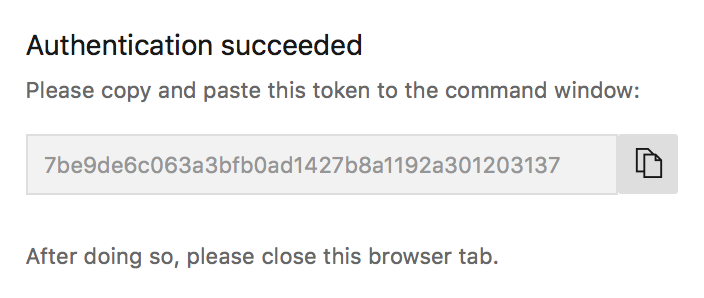 Authentication succeeded
Please copy and paste this token to the command window:
7be9de6c063a3bfb0ad1427b8a1192a301203137
After doing so, please close this browser tab.